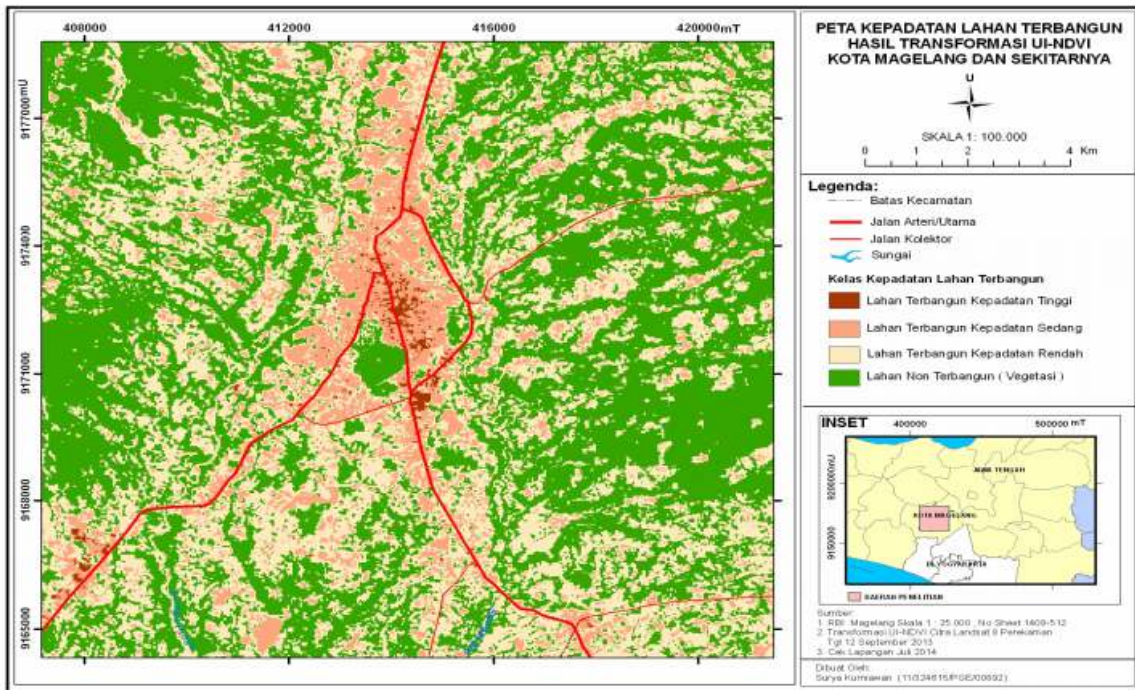 408000 412000 416000 420000mT
9177000mU
9174000
9171000
9168000
9165000
PETA KEPADATAN LAHAN TERBANGUN
HASIL TRANSFORMASI UI-NDVI
KOTA MAGELANG DAN SEKITARNYA
U
SKALA 1: 100.000
0 2 4 Km
Legenda:
Batas Kecamatan
Jalan Arteri/Utama
Jalan Kolektor
Sungai
Kelas Kepadatan Lahan Terbangun
Lahan Terbangun Kepadatan Tinggi
Lahan Terbangun Kepadatan Sedang
Lahan Terbangun Kepadatan Rendah
Lahan Non Terbangun ( Vegetasi )
INSET
400000 500000 mT
9200000mU
9150000
JAWA TENGAH
KOTA MAGELANG
DI.YOGYAKARTA
DAERAH PENELITIAN
Sumber:
1. RBI Magelang Skala 1 : 25.000 , No Sheet 1408-512
2. Transformasi UI-NDVI Citra Landsat 8 Perekaman
Tgl 12 September 2013
3. Cek Lapangan Juli 2014
Dibuat Oleh:
Surya Kurniawan